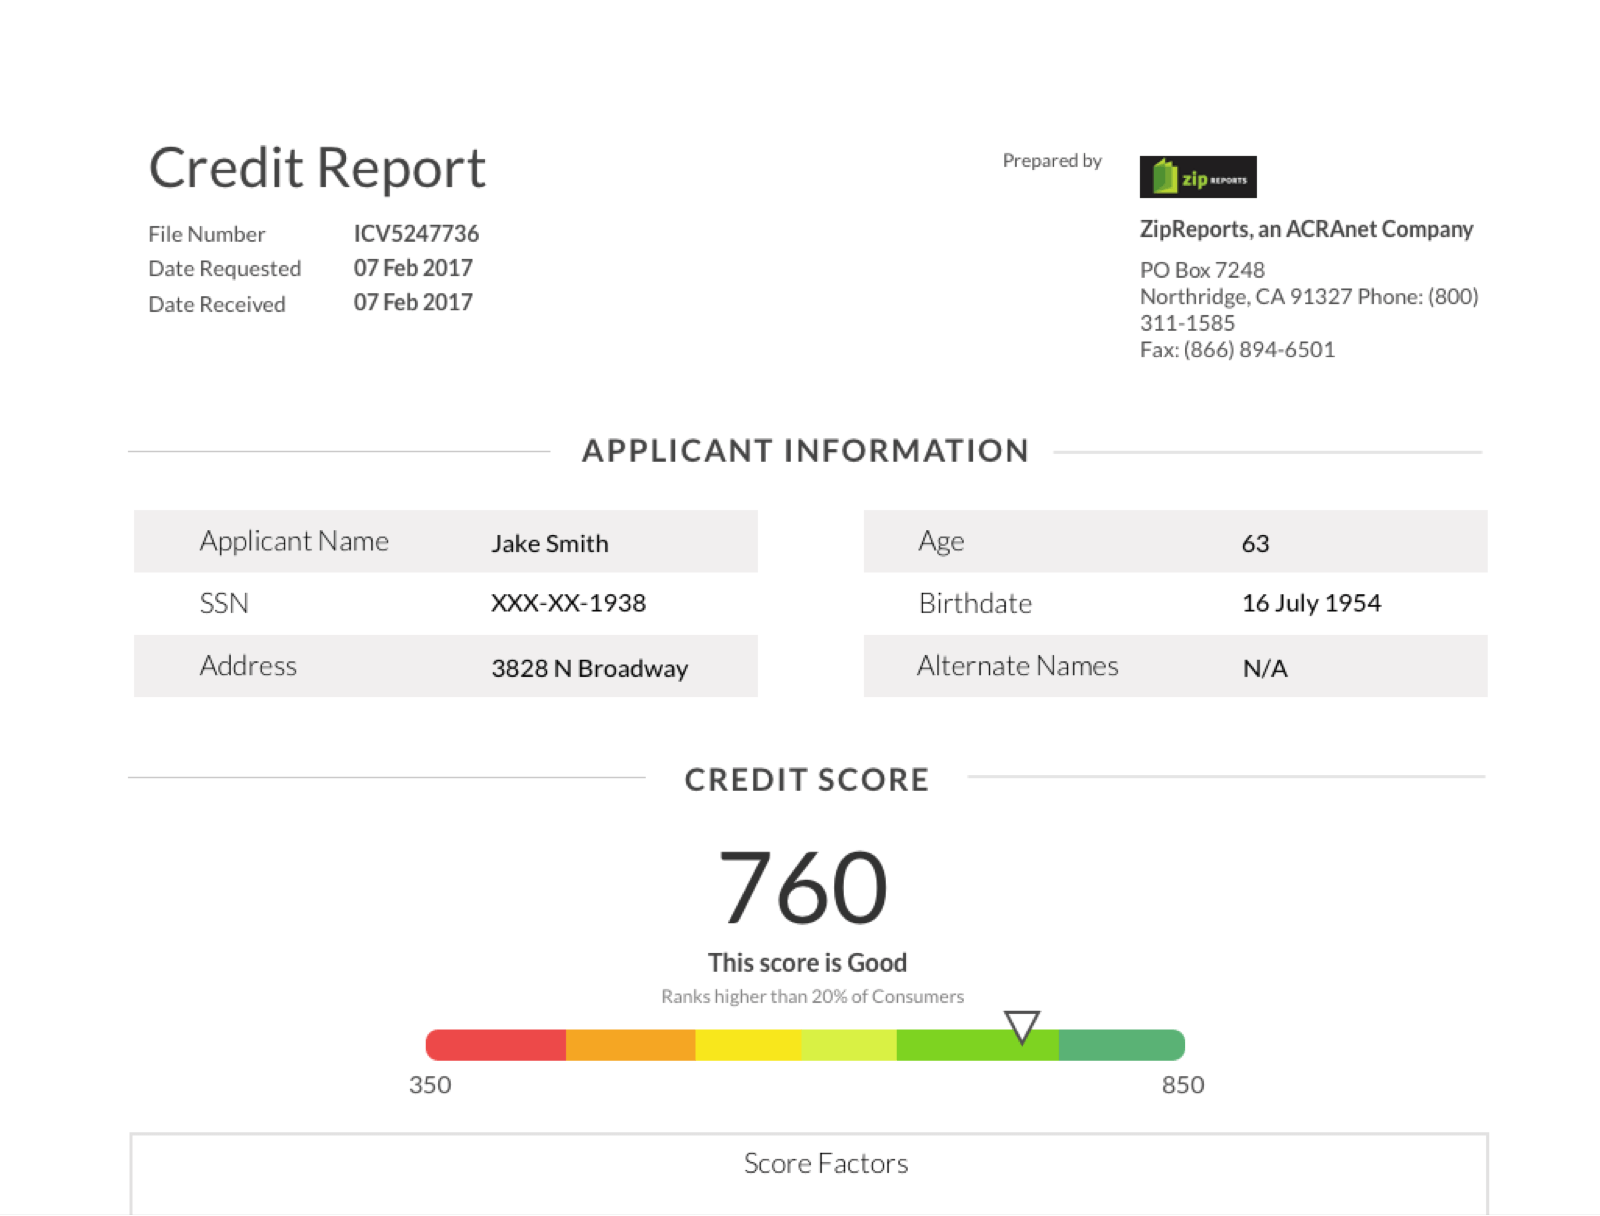 Credit Report
File Number ICV5247736
Date Requested 07 Feb 2017
Date Received 07 Feb 2017
Prepared by
zip REPORTS
ZipReports, an ACRAnet Company
PO Box 7248
Northridge, CA 91327 Phone: (800)
311-1585
Fax: (866) 894-6501
APPLICANT INFORMATION
Applicant Name Jake Smith
SSN XXX-XX-1938
Address 3828 N Broadway
Age 63
Birthdate 16 July 1954
Alternate Names N/A
CREDIT SCORE
760
This score is Good
Ranks higher than 20% of Consumers
350 850
Score Factors